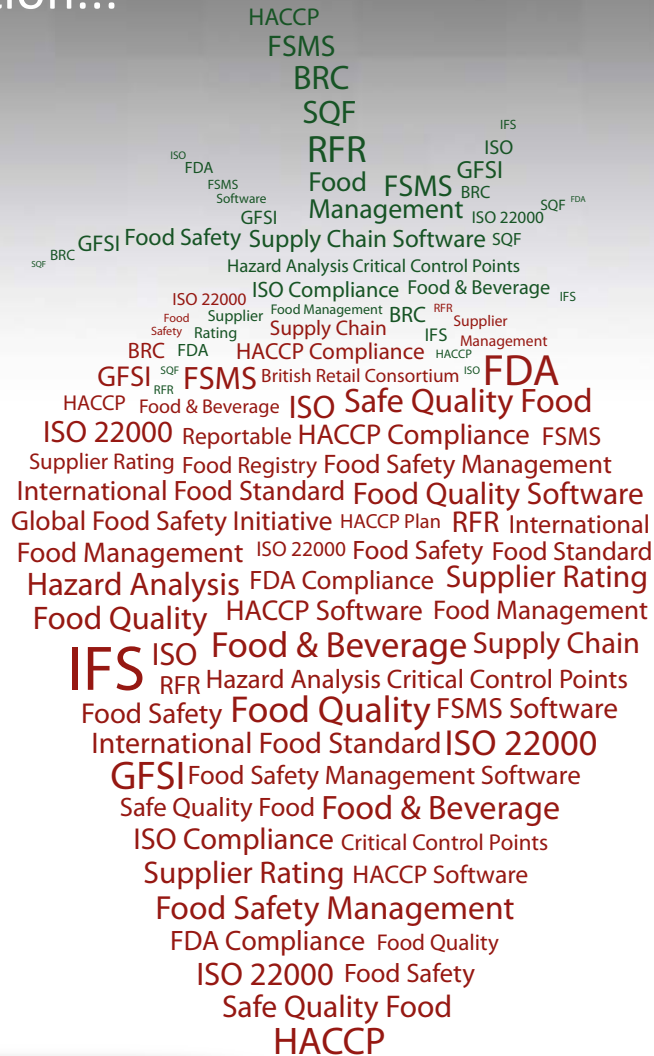 tion...
HACCP
FSMS
BRC
SQF
IFS
RFR
ISO
ISO
FDA
GFSI
FSMS
Food FSMS BRC
Software
SQF FDA
GFSI Management ISO 22000
SQF BRC GFSI Food Safety Supply Chain Software SQF
Hazard Analysis Critical Control Points
ISO Compliance Food & Beverage IFS
ISO 22000
Food Supplier Food Management BRC RFR Supplier
Safety Rating Supply Chain IFS Management
BRC FDA HACCP Compliance HACCP
GFSI SQF FSMS British Retail Consortium ISO FDA
RFR
HACCP Food & Beverage ISO Safe Quality Food
ISO 22000 Reportable HACCP Compliance FSMS
Supplier Rating Food Registry Food Safety Management
International Food Standard Food Quality Software
Global Food Safety Initiative HACCP Plan RFR International
Food Management ISO 22000 Food Safety Food Standard
Hazard Analysis FDA Compliance Supplier Rating
Food Quality HACCP Software Food Management
IFS ISO Food & Beverage Supply Chain
RFR Hazard Analysis Critical Control Points
Food Safety Food Quality FSMS Software
International Food Standard ISO 22000
GFSI Food Safety Management Software
Safe Quality Food Food & Beverage
ISO Compliance Critical Control Points
Supplier Rating HACCP Software
Food Safety Management
FDA Compliance Food Quality
ISO 22000 Food Safety
Safe Quality Food
HACCP